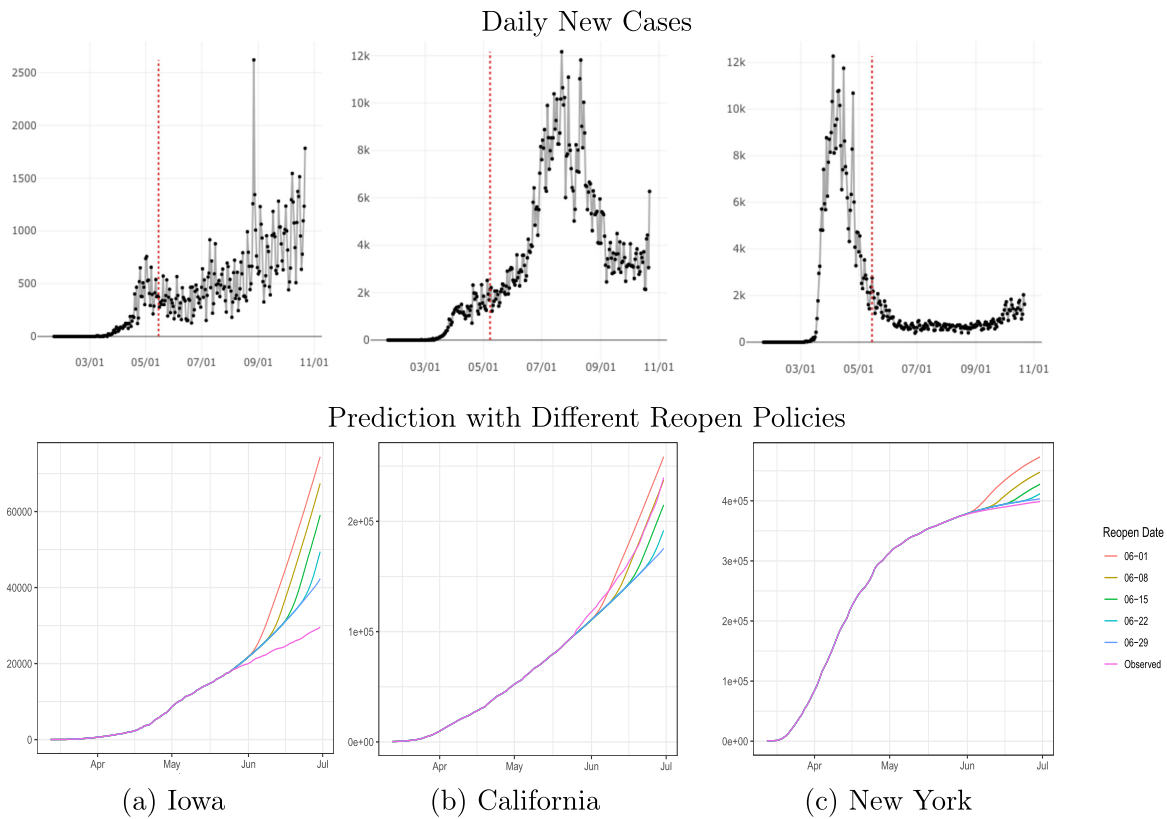 Daily New Cases
2500
2000
1500
1000
500
0
03/01 05/01 07/01 09/01 11/01
12k
10k
8k
6k
4k
2k
0
03/01 05/01 07/01 09/01 11/01
12k
10k
8k
6k
4k
2k
0
03/01 05/01 07/01 09/01 11/01
Prediction with Different Reopen Policies
60000
40000
20000
0
Apr May Jun Jul
2e+05
1e+05
0e+00
Apr May Jun Jul
4e+05
3e+05
2e+05
1e+05
0e+00
Apr May Jun Jul
Reopen Date
06-01
06-08
06-15
06-22
06-29
Observed
(a) Iowa
(b) California
(c) New York